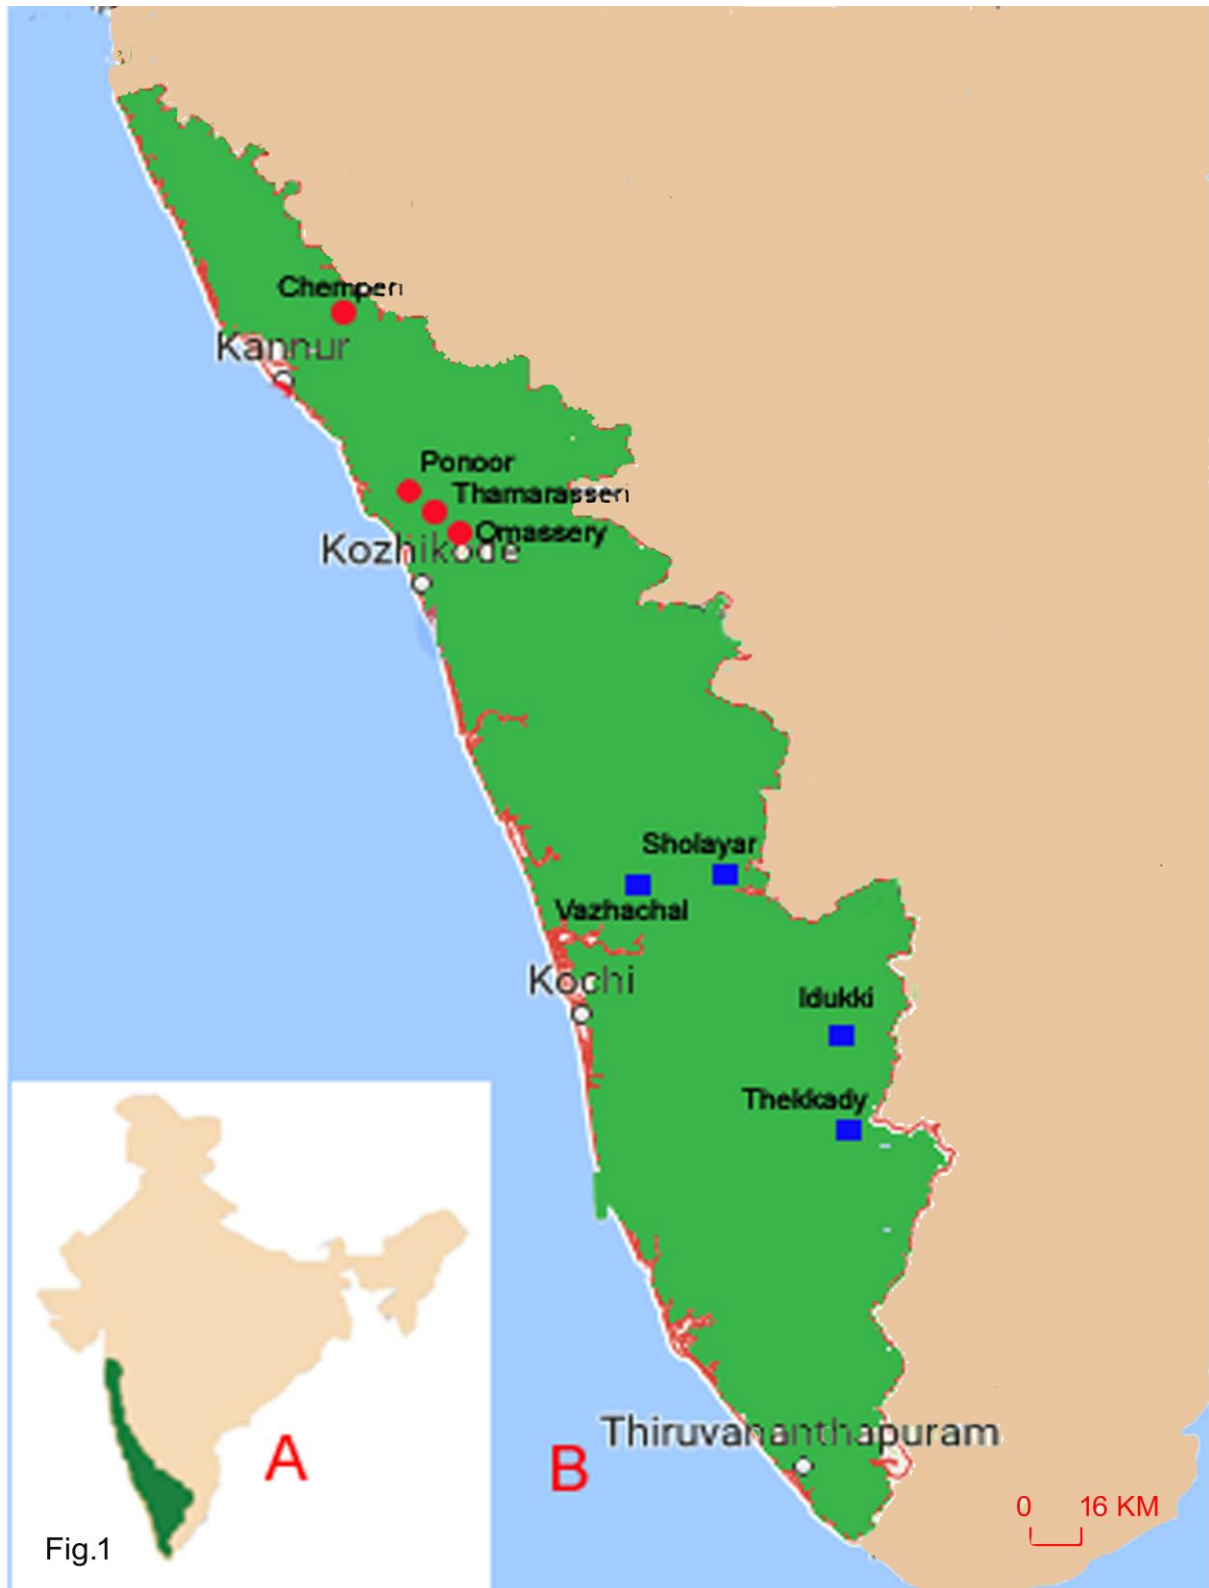 Chemperi
Kannur
Ponoor
Thamarasseri
Omassery
Kozhikode
Sholayar
Vazhachal
Kochi
Idukki
Thekkady
Thiruvananthapuram
A
B
0 16 KM
Fig.1